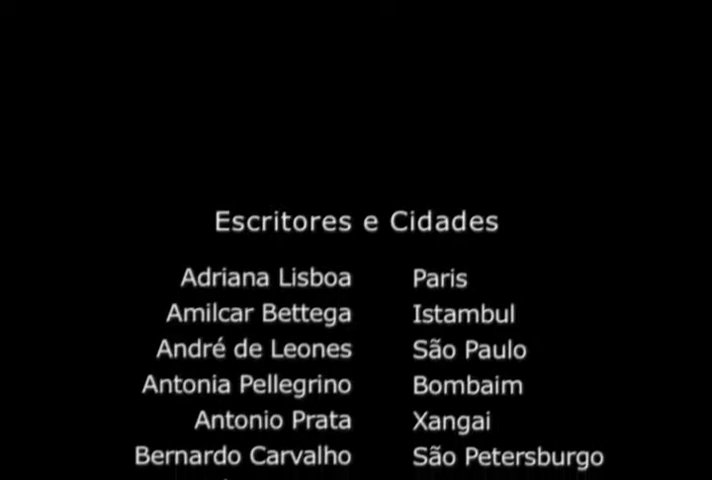 Escritores e Cidades
Adriana Lisboa Paris
Amilcar Bettega Istambul
André de Leones São Paulo
Antonia Pellegrino Bombaim
Antonio Prata Xangai
Bernardo Carvalho São Petersburgo